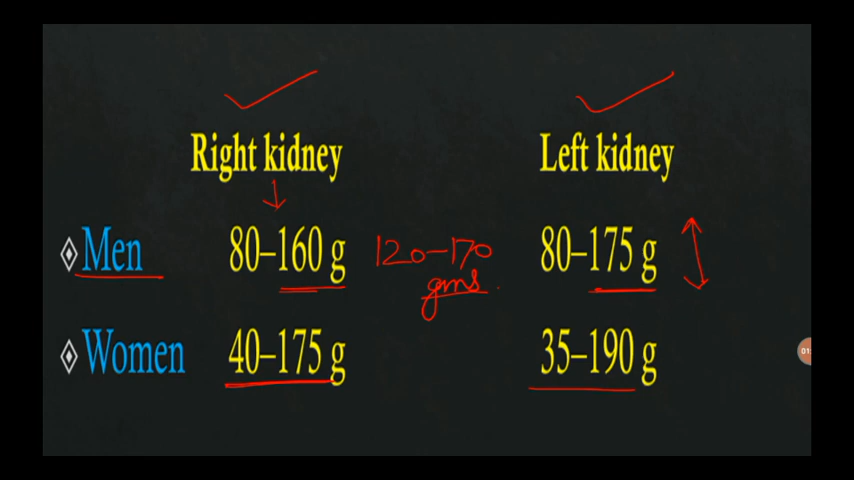 Right kidney Left kidney
Men 80–160 g 120–170 80–175 g
gms.
Women 40–175 g 35–190 g